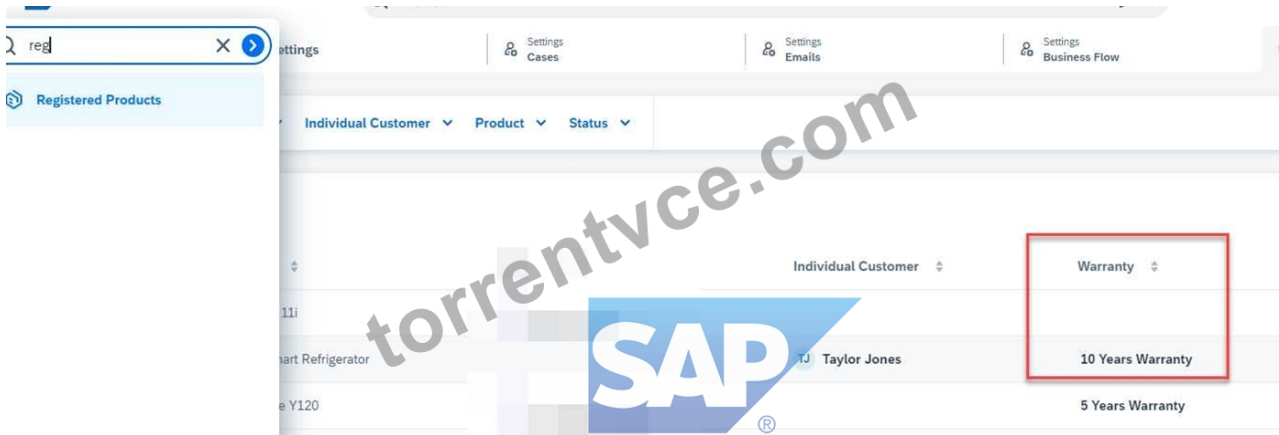 reg
ettings
Settings
Cases
Settings
Emails
Settings
Business Flow
Registered Products
Individual Customer
Product
Status
torrentvce.com
Individual Customer
Warranty
11i
art Refrigerator
TJ Taylor Jones
10 Years Warranty
e Y120
5 Years Warranty
SAP
®